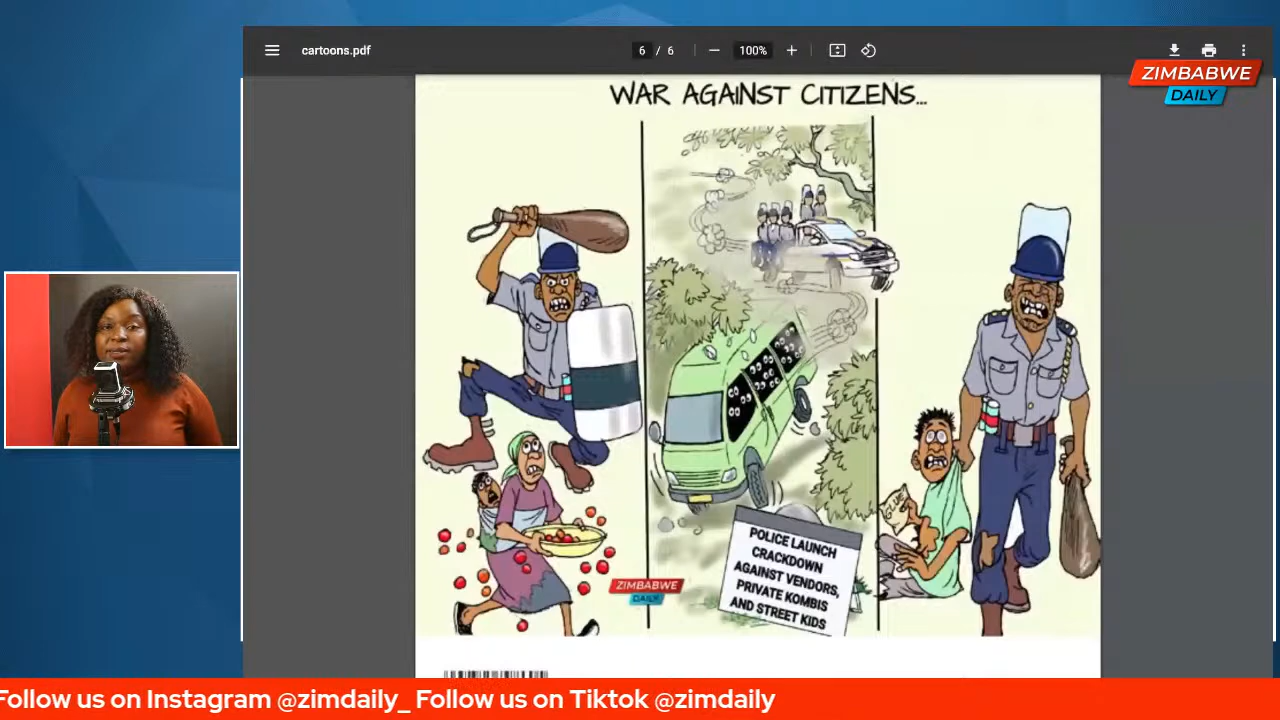 cartoons.pdf
6 / 6
100%
ZIMBABWE
DAILY
WAR AGAINST CITIZENS...
GLUE
POLICE LAUNCH
CRACKDOWN
AGAINST VENDORS,
PRIVATE KOMBIS
AND STREET KIDS
ZIMBABWE
DAILY
Follow us on Instagram @zimdaily_ Follow us on Tiktok @zimdaily